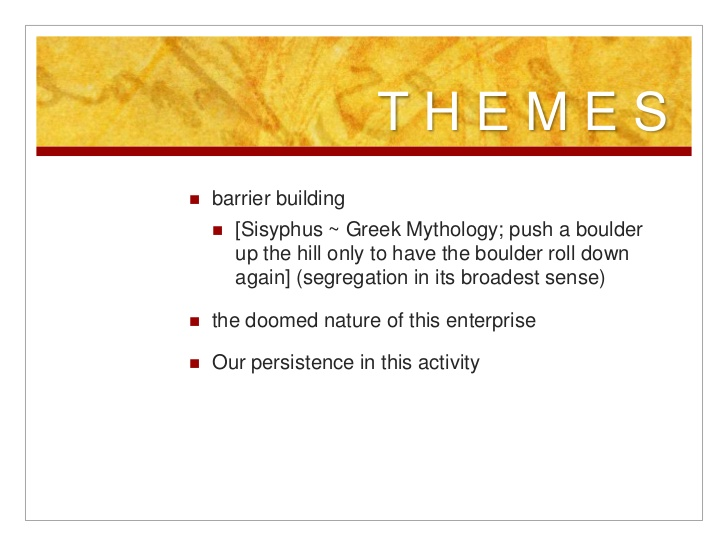 THEMES
barrier building
[Sisyphus ~ Greek Mythology; push a boulder
up the hill only to have the boulder roll down
again] (segregation in its broadest sense)
the doomed nature of this enterprise
Our persistence in this activity